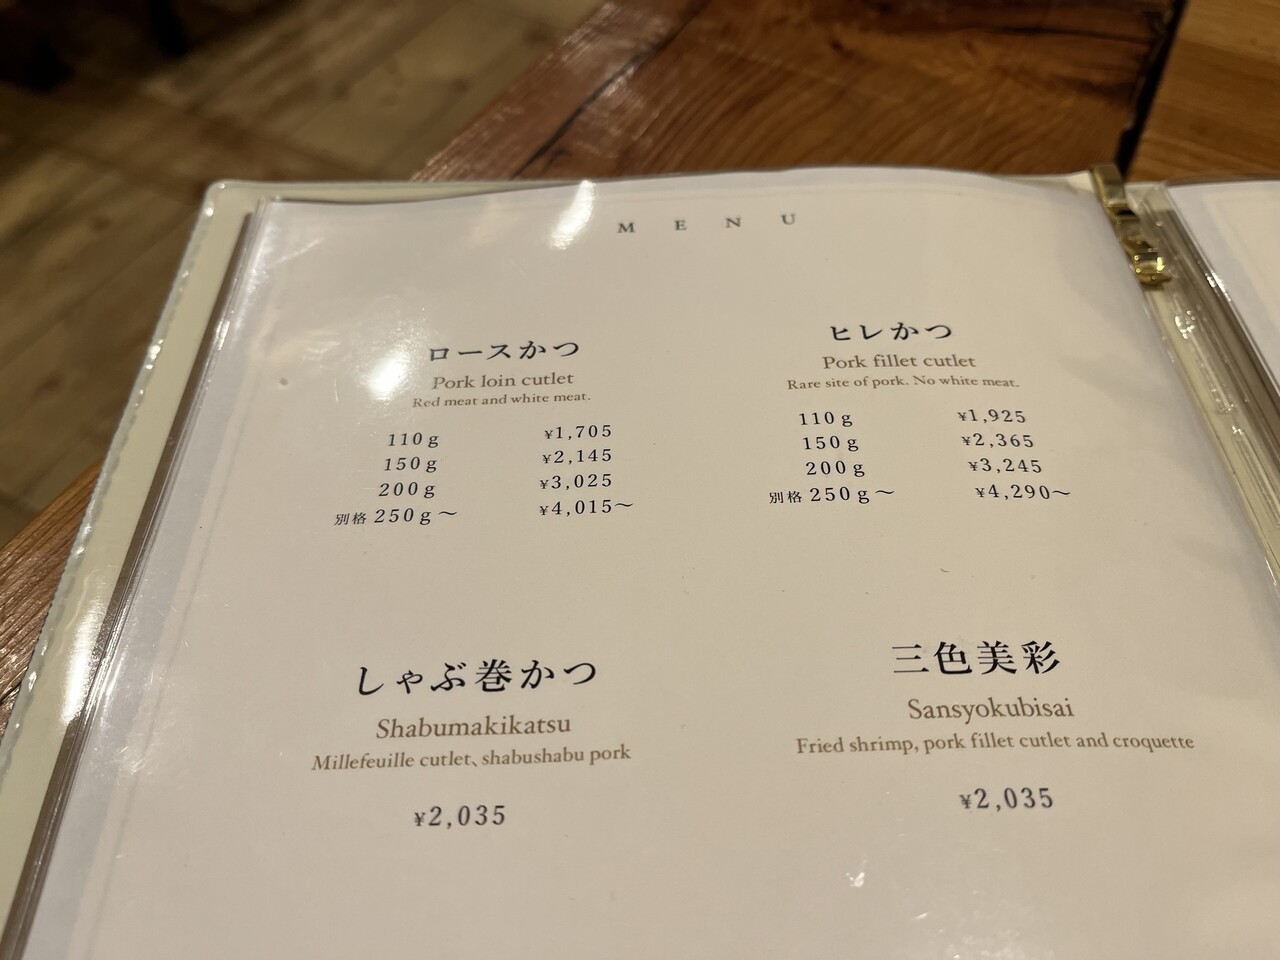 MENU
ロースかつ
Pork loin cutlet
Red meat and white meat.
110g ¥1,705
150g ¥2,145
200g ¥3,025
別格 250g〜 ¥4,015〜
ヒレかつ
Pork fillet cutlet
Rare site of pork. No white meat.
110g ¥1,925
150g ¥2,365
200g ¥3,245
別格 250g〜 ¥4,290〜
しゃぶ巻かつ
Shabumakikatsu
Millefeuille cutlet、shabushabu pork
¥2,035
三色美彩
Sansyokubisai
Fried shrimp, pork fillet cutlet and croquette
¥2,035